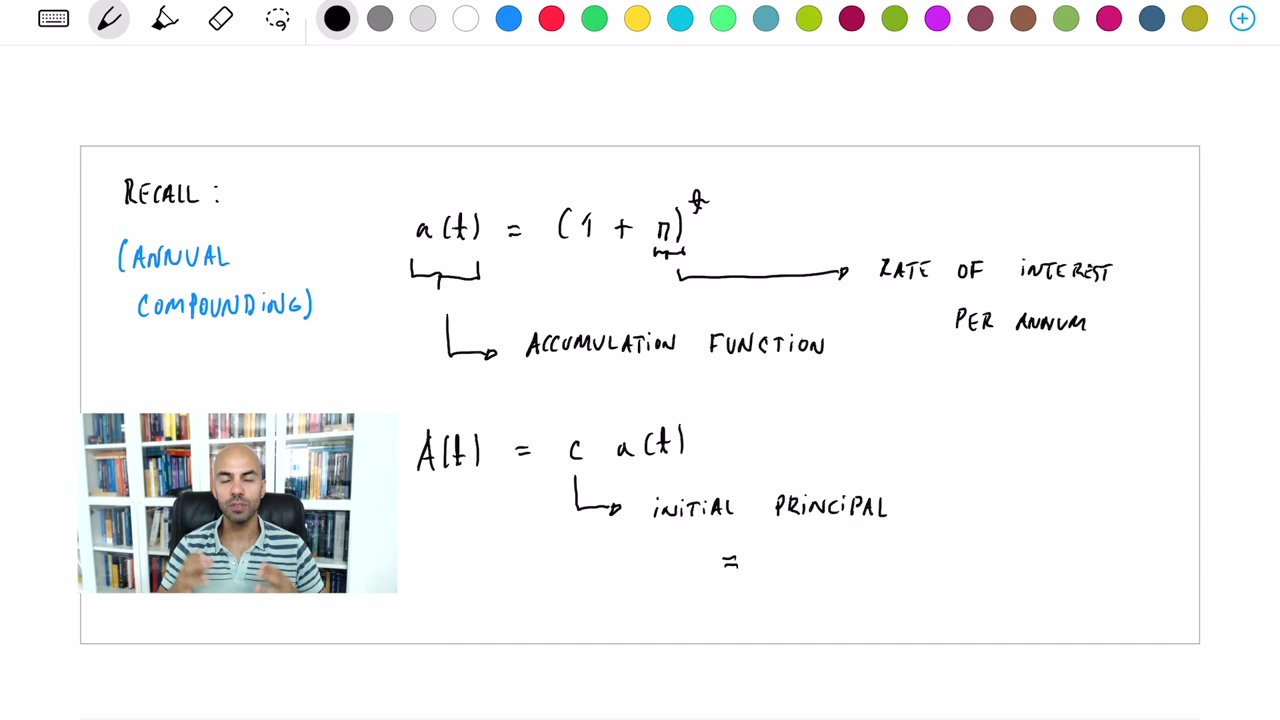 RECALL :
(ANNUAL
COMPOUNDING)
a(t) = (1 + r)^t
RATE OF INTEREST
PER ANNUM
ACCUMULATION FUNCTION
A(t) = c a(t)
INITIAL PRINCIPAL
=